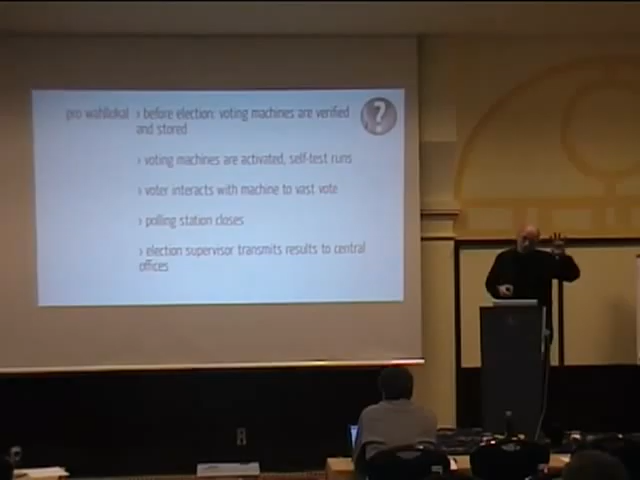 pro wahllokal › before election: voting machines are verified
and stored
› voting machines are activated, self-test runs
› voter interacts with machine to vast vote
› polling station closes
› election supervisor transmits results to central
offices
?